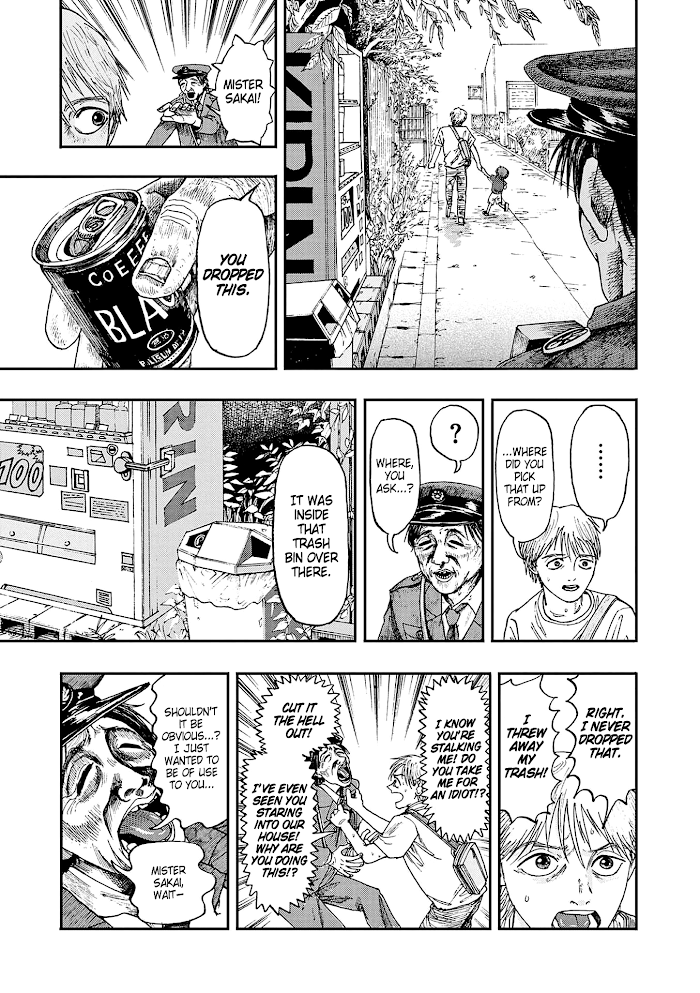 KIRIN
MISTER
SAKAI!
YOU
DROPPED
THIS.
COFFEE
BLA
......
...WHERE
DID YOU
PICK
THAT UP
FROM?
?
WHERE,
YOU
ASK...?
IT WAS
INSIDE
THAT
TRASH
BIN OVER
THERE.
RIN
100
RIGHT.
I NEVER
DROPPED
THAT.
I
THREW
AWAY
MY
TRASH!
I KNOW
YOU'RE
STALKING
ME! DO
YOU TAKE
ME FOR
AN IDIOT!?
CUT IT
THE HELL
OUT!
I'VE EVEN
SEEN YOU
STARING
INTO OUR
HOUSE!
WHY ARE
YOU DOING
THIS!?
SHOULDN'T
IT BE
OBVIOUS...?
I JUST
WANTED TO
BE OF USE
TO YOU...
MISTER
SAKAI,
WAIT–